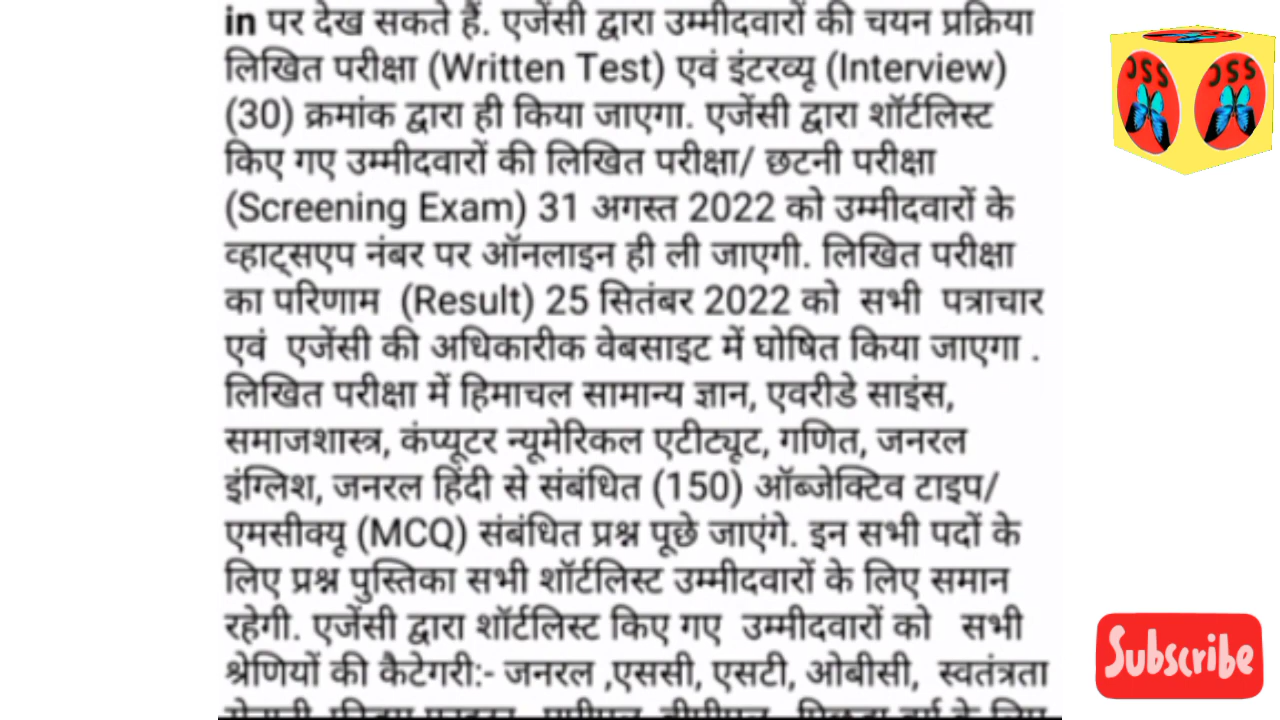 in पर देख सकते हैं. एजेंसी द्वारा उम्मीदवारों की चयन प्रक्रिया
लिखित परीक्षा (Written Test) एवं इंटरव्यू (Interview)
(30) क्रमांक द्वारा ही किया जाएगा. एजेंसी द्वारा शॉर्टलिस्ट
किए गए उम्मीदवारों की लिखित परीक्षा/ छटनी परीक्षा
(Screening Exam) 31 अगस्त 2022 को उम्मीदवारों के
व्हाट्सएप नंबर पर ऑनलाइन ही ली जाएगी. लिखित परीक्षा
का परिणाम (Result) 25 सितंबर 2022 को सभी पत्राचार
एवं एजेंसी की अधिकारीक वेबसाइट में घोषित किया जाएगा .
लिखित परीक्षा में हिमाचल सामान्य ज्ञान, एवरीडे साइंस,
समाजशास्त्र, कंप्यूटर न्यूमेरिकल एटीट्यूट, गणित, जनरल
इंग्लिश, जनरल हिंदी से संबंधित (150) ऑब्जेक्टिव टाइप/
एमसीक्यू (MCQ) संबंधित प्रश्न पूछे जाएंगे. इन सभी पदों के
लिए प्रश्न पुस्तिका सभी शॉर्टलिस्ट उम्मीदवारों के लिए समान
रहेगी. एजेंसी द्वारा शॉर्टलिस्ट किए गए उम्मीदवारों को सभी
श्रेणियों की कैटेगरी:- जनरल ,एससी, एसटी, ओबीसी, स्वतंत्रता
JSS
JSS
Subscribe